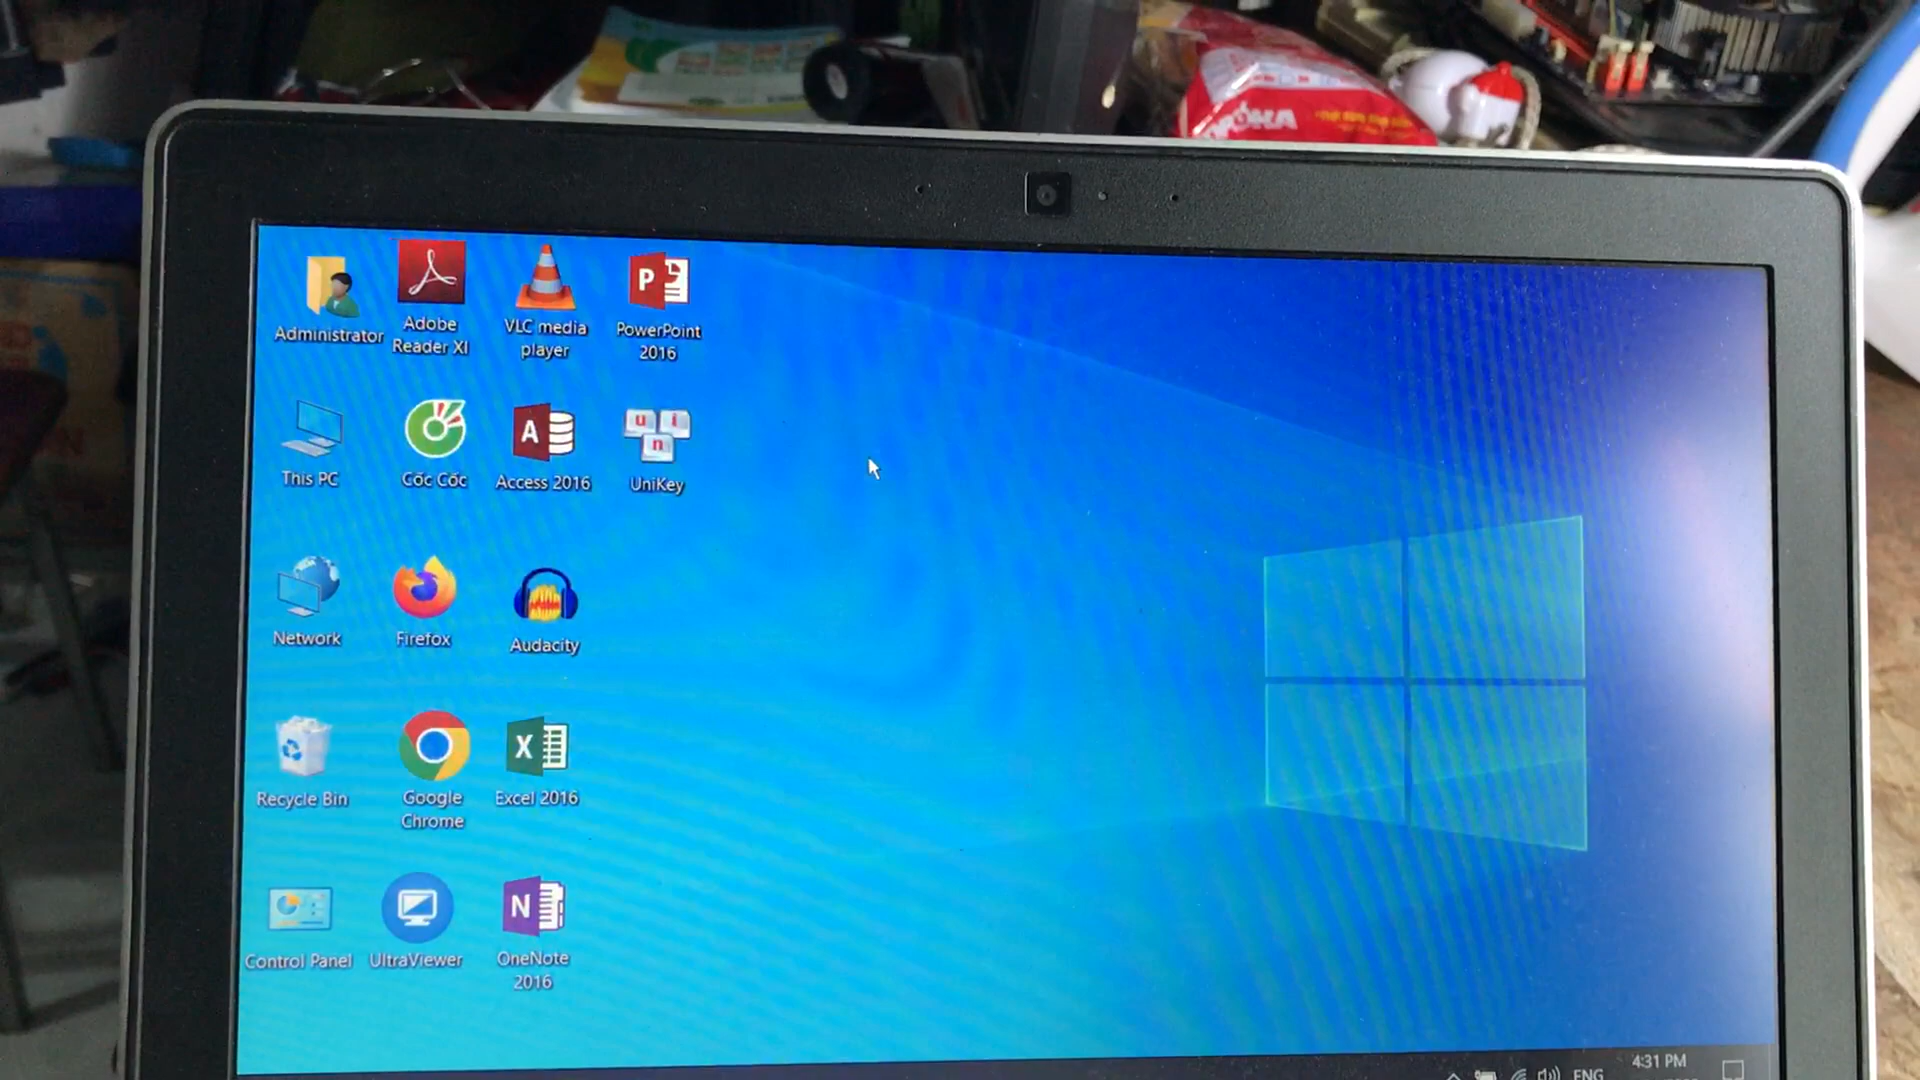 Administrator
Adobe
Reader XI
VLC media
player
P
PowerPoint
2016
This PC
Cốc Cốc
A
Access 2016
u i
n
UniKey
Network
Firefox
Audacity
Recycle Bin
Google
Chrome
X
Excel 2016
Control Panel
UltraViewer
N
OneNote
2016
ENG
4:31 PM